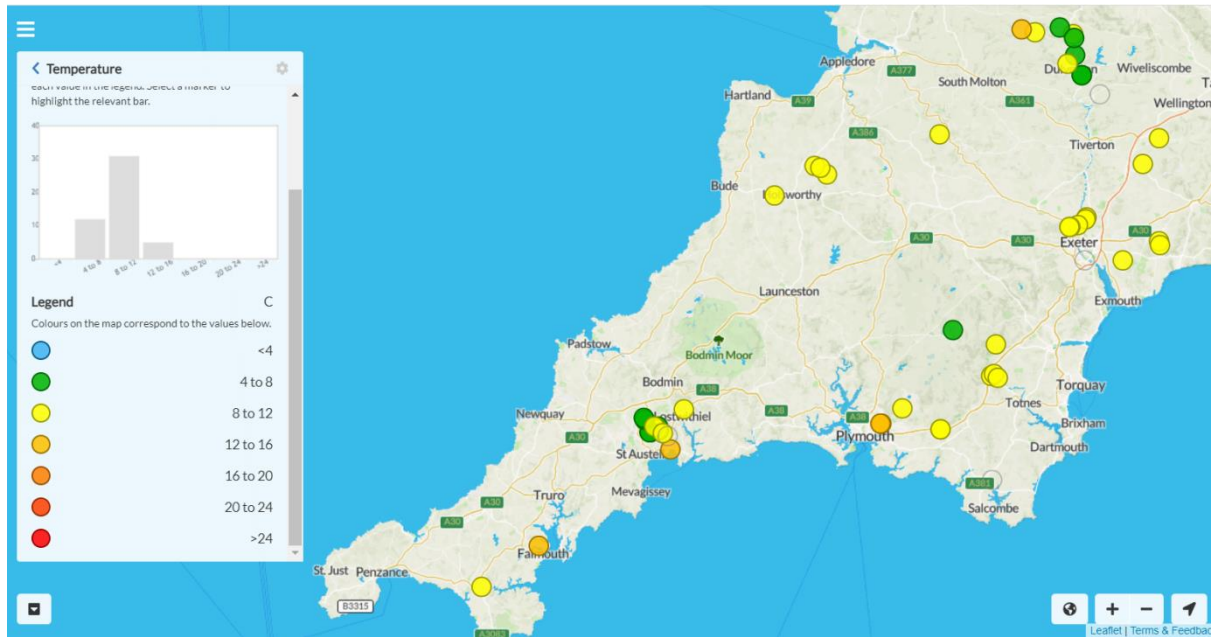 Temperature
each value in the legend. Select a marker to
highlight the relevant bar.
40
30
20
10
0
<4
4 to 8
8 to 12
12 to 16
16 to 20
20 to 24
>24
Legend C
Colours on the map correspond to the values below.
<4
4 to 8
8 to 12
12 to 16
16 to 20
20 to 24
>24
Appledore
A377
South Molton
Wiveliscombe
Hartland
A39
A361
Wellington
A386
Tiverton
Bude
A30
A30
A30
Exeter
Launceston
Exmouth
Padstow
Bodmin Moor
Bodmin
A38
Torquay
Newquay
Lostwithiel
A38
A38
Totnes
A30
Plymouth
Brixham
St Austell
Dartmouth
Mevagissey
A381
Truro
A30
Salcombe
A30
Falmouth
St. Just
Penzance
B3315
A3083
Leaflet | Terms & Feedbac